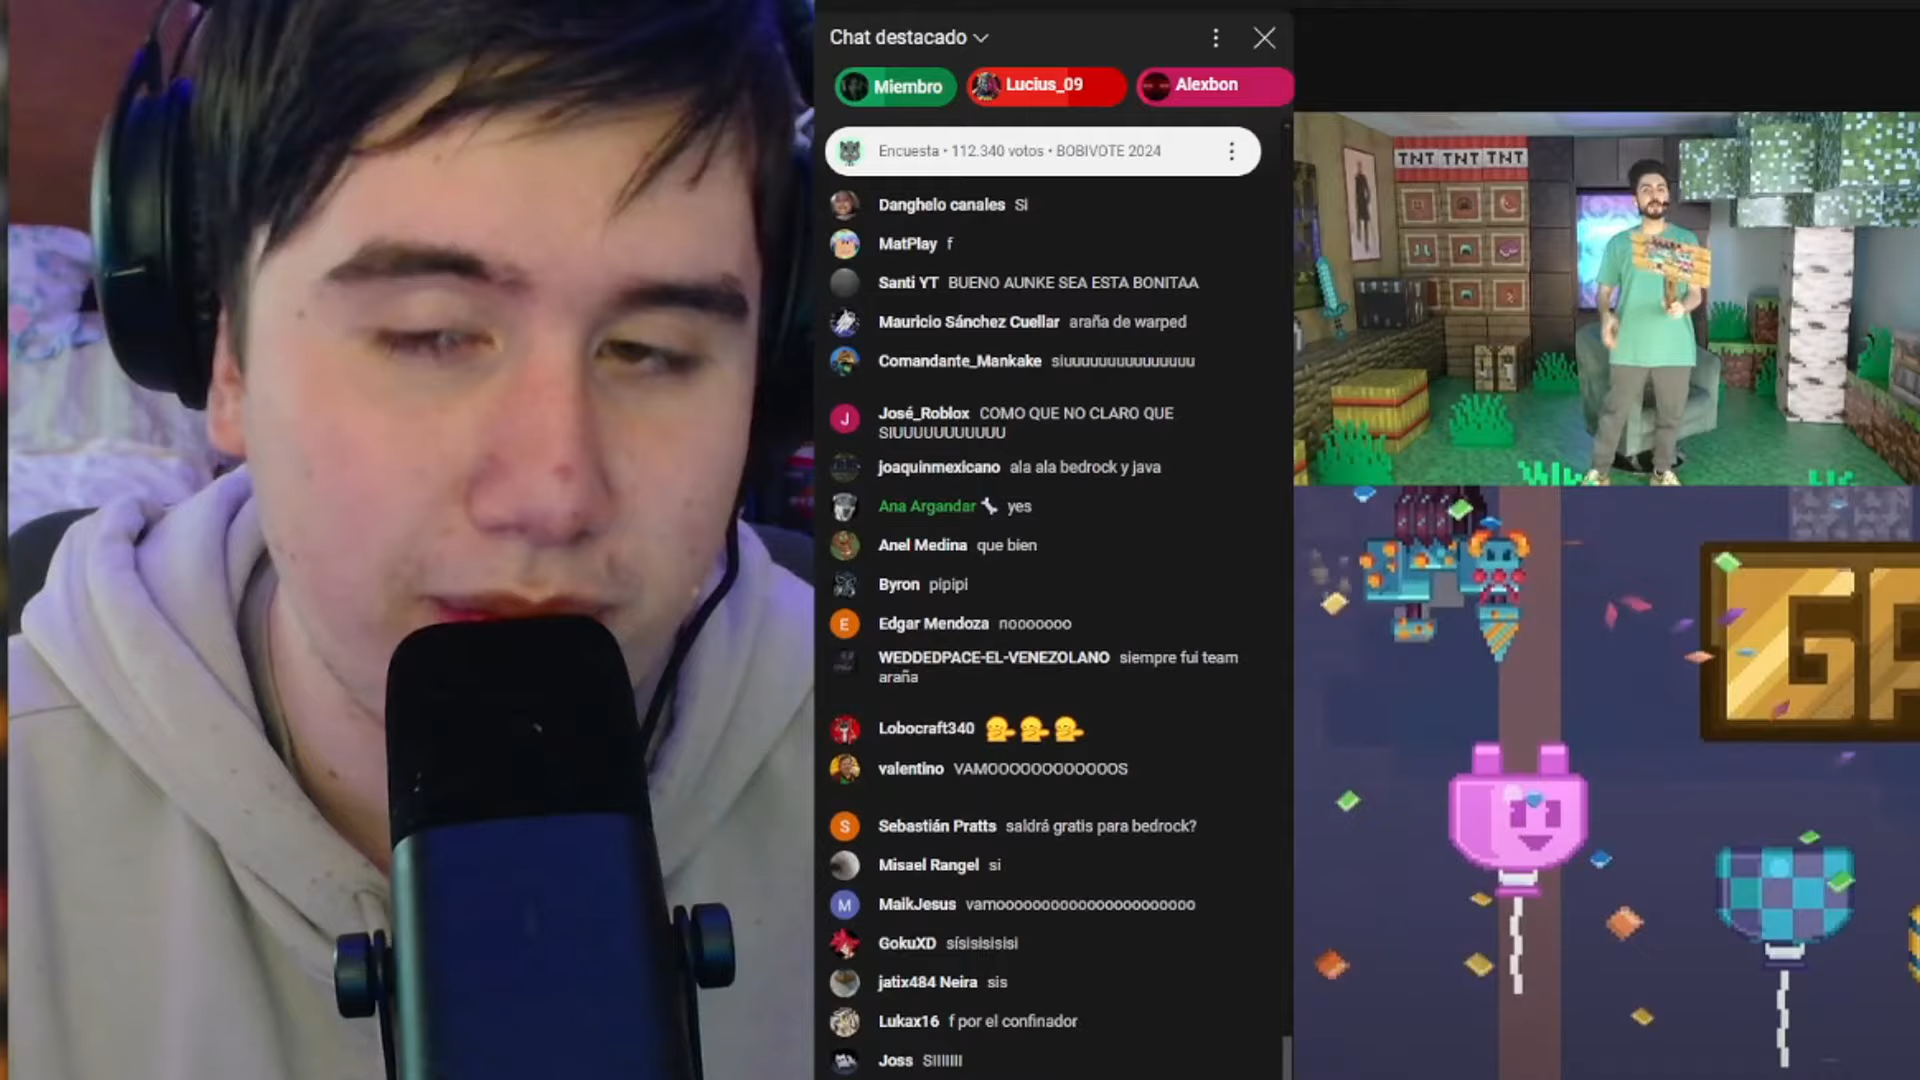 Chat destacado
Miembro
Lucius_09
Alexbon
Encuesta • 112.340 votos • BOBIVOTE 2024
Danghelo canales SI
MatPlay f
Santi YT BUENO AUNKE SEA ESTA BONITAA
Mauricio Sánchez Cuellar araña de warped
Comandante_Mankake siuuuuuuuuuuuuuuu
J
José_Roblox COMO QUE NO CLARO QUE
SIUUUUUUUUUUU
joaquinmexicano ala ala bedrock y java
Ana Argandar yes
Anel Medina que bien
Byron pipipi
E
Edgar Mendoza nooooooo
WEDDEDPACE-EL-VENEZOLANO siempre fui team
araña
Lobocraft340
valentino VAMOOOOOOOOOOOOS
S
Sebastián Pratts saldrá gratis para bedrock?
Misael Rangel si
M
MaikJesus vamoooooooooooooooooooooo
GokuXD sísisisisisi
jatix484 Neira sis
Lukax16 f por el confinador
Joss SIIIIIII
TNT TNT TNT